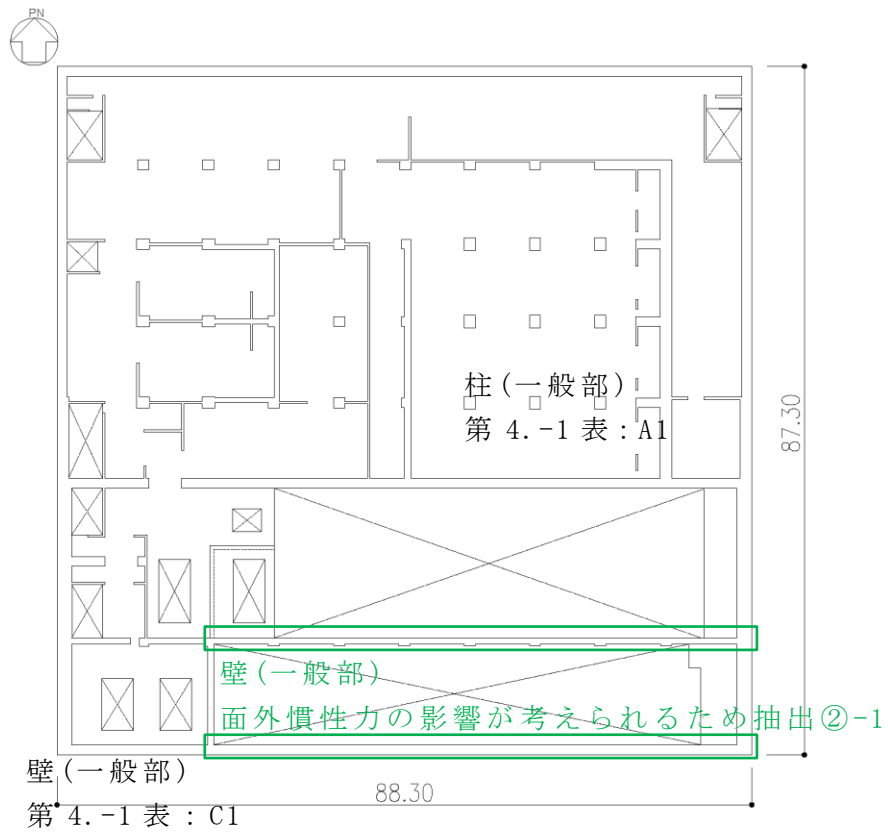 PN
柱(一般部)
第 4.-1 表：A1
87.30
壁(一般部)
面外慣性力の影響が考えられるため抽出②-1
壁(一般部)
88.30
第 4.-1 表：C1